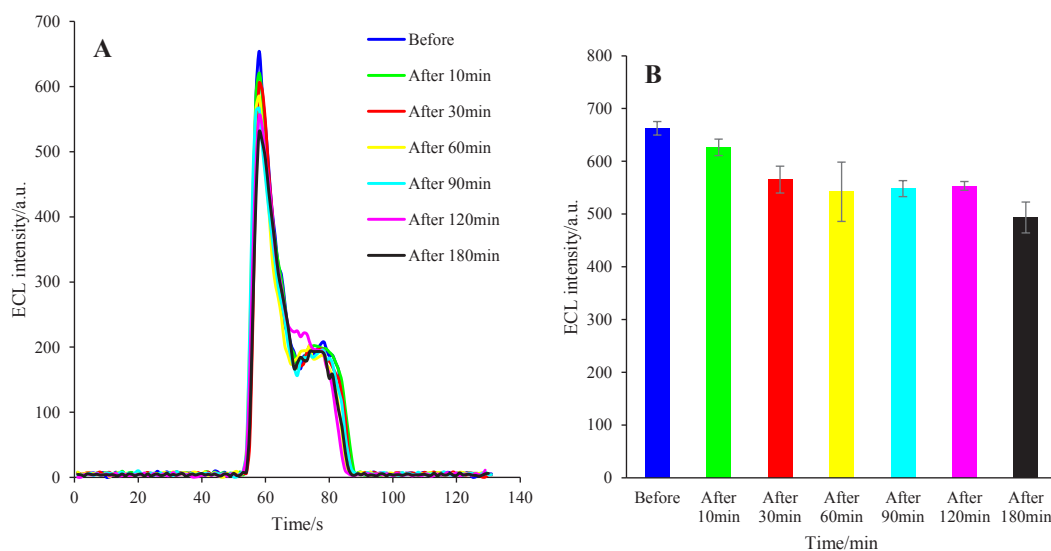 A
700
600
500
400
300
200
100
0
ECL intensity/a.u.
0 20 40 60 80 100 120 140
Time/s
Before
After 10min
After 30min
After 60min
After 90min
After 120min
After 180min
B
800
700
600
500
400
300
200
100
0
ECL intensity/a.u.
Before After After After After After After
10min 30min 60min 90min 120min 180min
Time/min